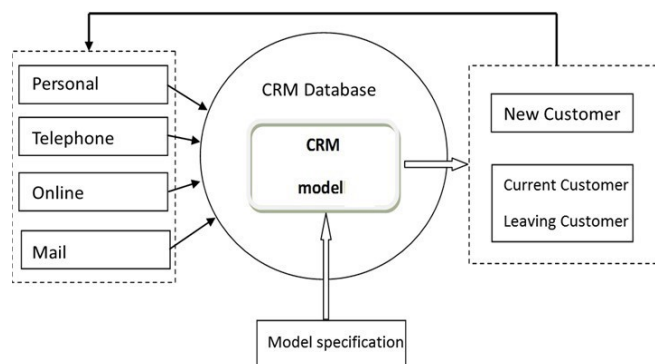 Personal
Telephone
Online
Mail
CRM Database
CRM
model
New Customer
Current Customer
Leaving Customer
Model specification